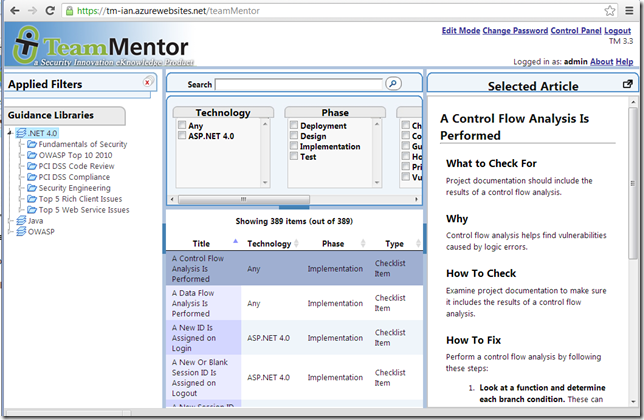 https://tm-ian.azurewebsites.net/teamMentor
TeamMentor
a Security Innovation eKnowledge Product
Edit Mode Change Password Control Panel Logout
TM 3.3
Logged in as: admin About Help
Applied Filters
Guidance Libraries
.NET 4.0
Fundamentals of Security
OWASP Top 10 2010
PCI DSS Code Review
PCI DSS Compliance
Security Engineering
Top 5 Rich Client Issues
Top 5 Web Service Issues
Java
OWASP
Search
Technology
Any
ASP.NET 4.0
Phase
Deployment
Design
Implementation
Test
Ch
Co
Gu
Ho
Pri
Vu
Showing 389 items (out of 389)
Title Technology Phase Type
A Control Flow
Analysis Is
Performed
Any Implementation Checklist
Item
A Data Flow
Analysis Is
Performed
Any Implementation Checklist
Item
A New ID Is
Assigned on
Login
ASP.NET 4.0 Implementation Checklist
Item
A New Or Blank
Session ID Is
Assigned on
Logout
ASP.NET 4.0 Implementation Checklist
Item
A New Session ID
Selected Article
A Control Flow Analysis Is
Performed
What to Check For
Project documentation should include the
results of a control flow analysis.
Why
Control flow analysis helps find vulnerabilities
caused by logic errors.
How To Check
Examine project documentation to make sure
it includes the results of a control flow
analysis.
How To Fix
Perform a control flow analysis by following
these steps:
1. Look at a function and determine
each branch condition. These can